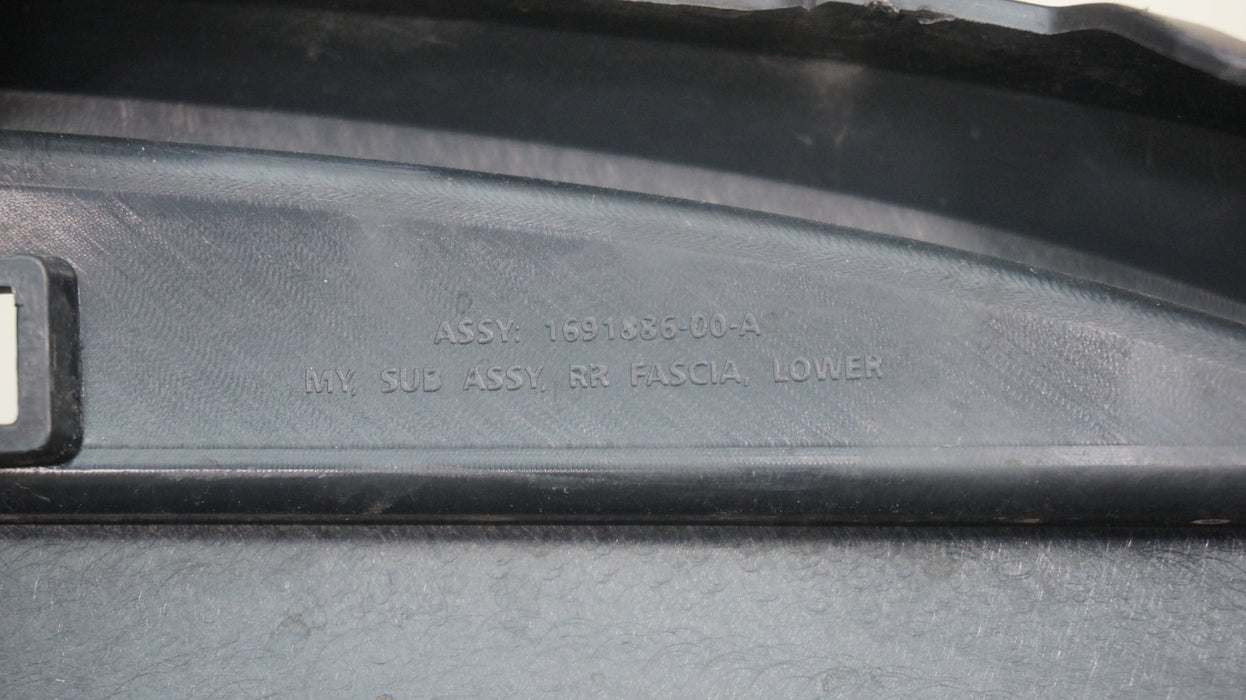 ASSY: 1691886-00-A
MY, SUB ASSY, RR FASCIA, LOWER